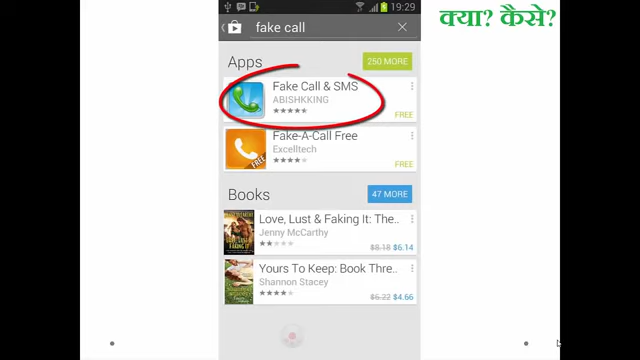 19:29
क्या? कैसे?
fake call
Apps
250 MORE
Fake Call & SMS
ABISHKKING
FREE
Fake-A-Call Free
Excelltech
FREE
FREE
Books
47 MORE
Love, Lust & Faking It: The..
Jenny McCarthy
$8.18 $6.14
Yours To Keep: Book Thre..
Shannon Stacey
$6.22 $4.66